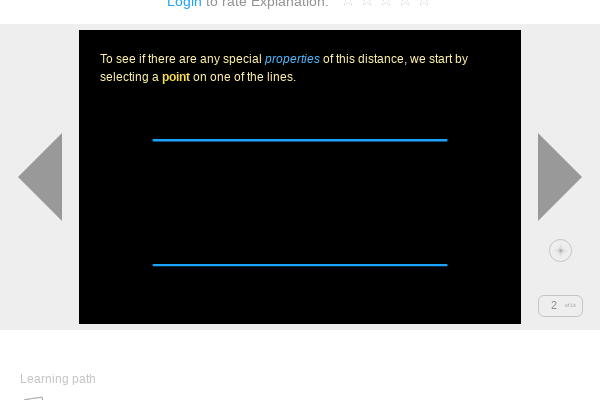 Login to rate Explanation:
To see if there are any special properties of this distance, we start by
selecting a point on one of the lines.
2
Learning path